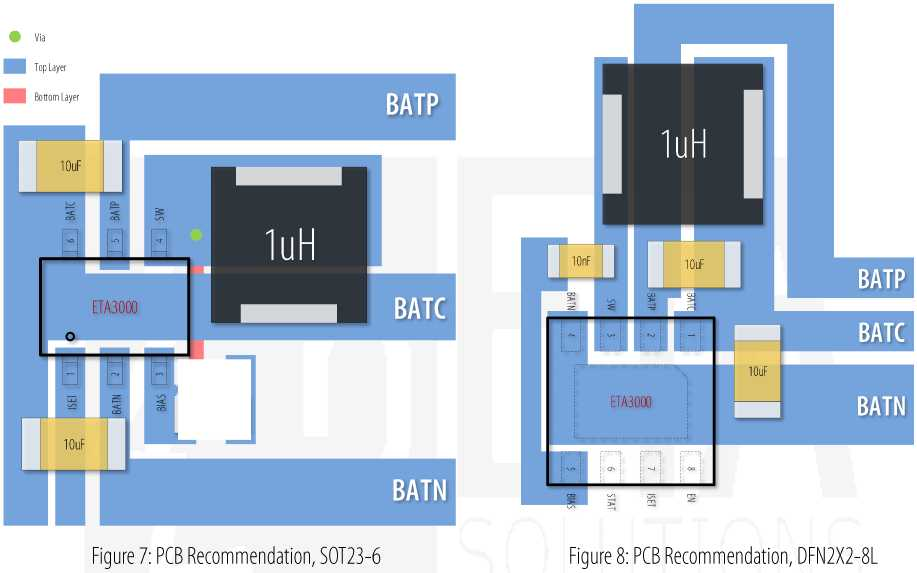 Via
Top Layer
Bottom Layer
BATP
10uF
BATC
BATP
SW
6
5
4
1uH
ETA3000
BATC
1
2
3
ISET
BATN
BIAS
10uF
BATN
Figure 7: PCB Recommendation, SOT23-6
1uH
10nF
10uF
BATP
BATN
SW
BATP
BATC
4
3
2
1
BATC
10uF
ETA3000
BATN
5
6
7
8
BIAS
STAT
ISET
EN
SOLUTIONS
Figure 8: PCB Recommendation, DFN2X2-8L